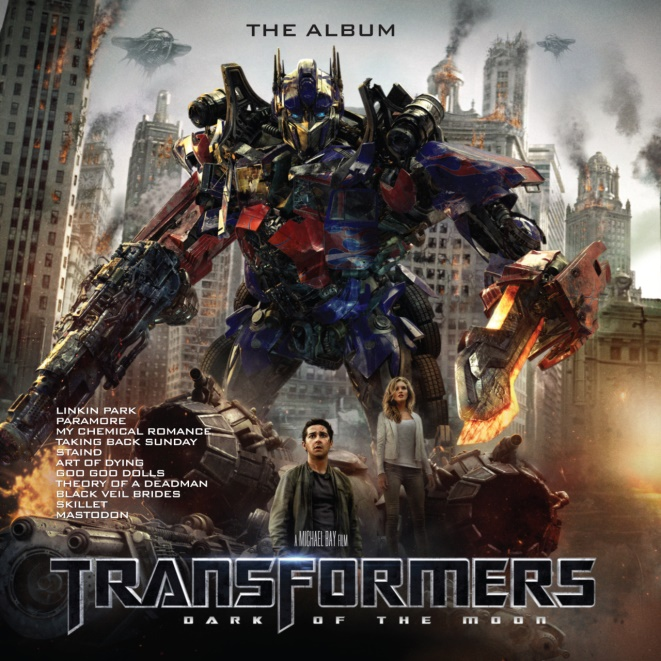 THE ALBUM
LINKIN PARK
PARAMORE
MY CHEMICAL ROMANCE
TAKING BACK SUNDAY
STAIND
ART OF DYING
GOO GOO DOLLS
THEORY OF A DEADMAN
BLACK VEIL BRIDES
SKILLET
MASTODON
A MICHAEL BAY FILM
TRANSFORMERS
DARK OF THE MOON